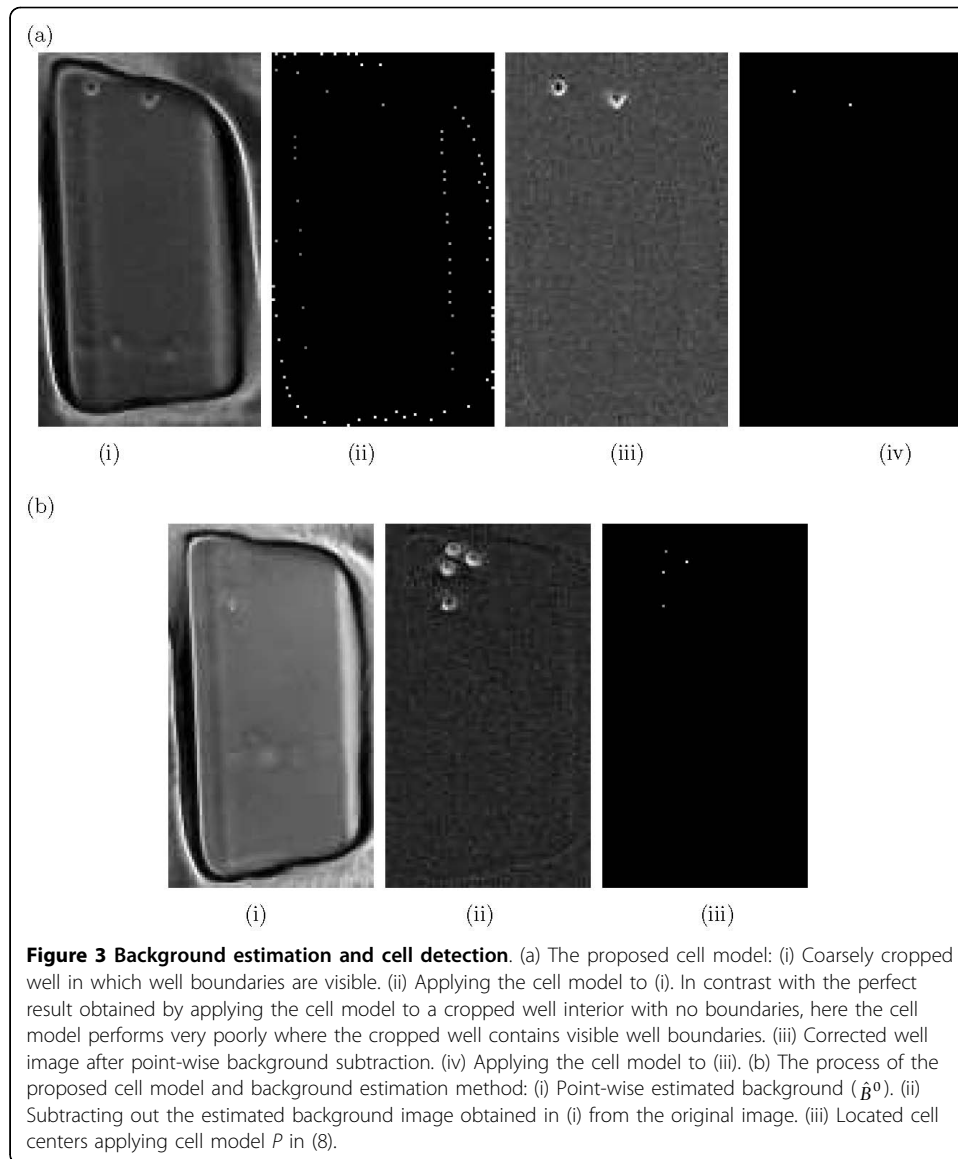 (a)
(i) (ii) (iii) (iv)
(b)
(i) (ii) (iii)
Figure 3 Background estimation and cell detection. (a) The proposed cell model: (i) Coarsely cropped
well in which well boundaries are visible. (ii) Applying the cell model to (i). In contrast with the perfect
result obtained by applying the cell model to a cropped well interior with no boundaries, here the cell
model performs very poorly where the cropped well contains visible well boundaries. (iii) Corrected well
image after point-wise background subtraction. (iv) Applying the cell model to (iii). (b) The process of the
proposed cell model and background estimation method: (i) Point-wise estimated background (B̂⁰). (ii)
Subtracting out the estimated background image obtained in (i) from the original image. (iii) Located cell
centers applying cell model P in (8).